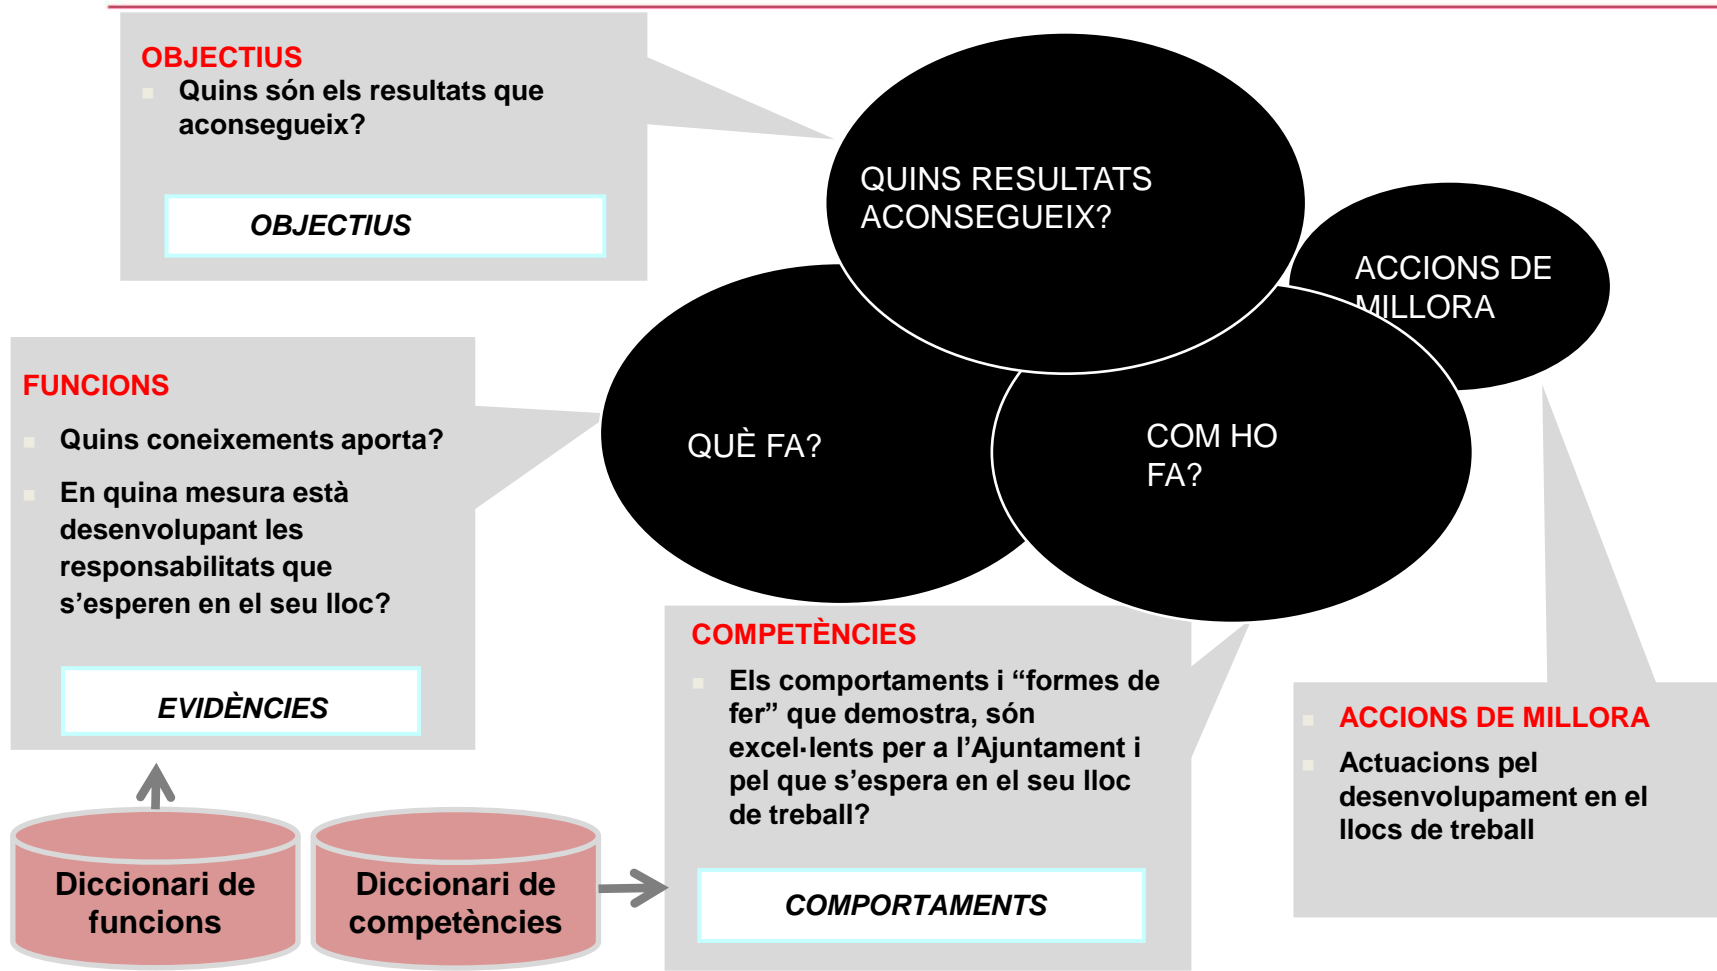 OBJECTIUS
Quins són els resultats que
aconsegueix?
OBJECTIUS
QUINS RESULTATS
ACONSEGUEIX?
ACCIONS DE
MILLORA
FUNCIONS
Quins coneixements aporta?
En quina mesura està
desenvolupant les
responsabilitats que
s’esperen en el seu lloc?
EVIDÈNCIES
QUÈ FA?
COM HO
FA?
COMPETÈNCIES
Els comportaments i “formes de
fer” que demostra, són
excel·lents per a l’Ajuntament i
pel que s’espera en el seu lloc
de treball?
COMPORTAMENTS
ACCIONS DE MILLORA
Actuacions pel
desenvolupament en el
llocs de treball
Diccionari de
funcions
Diccionari de
competències